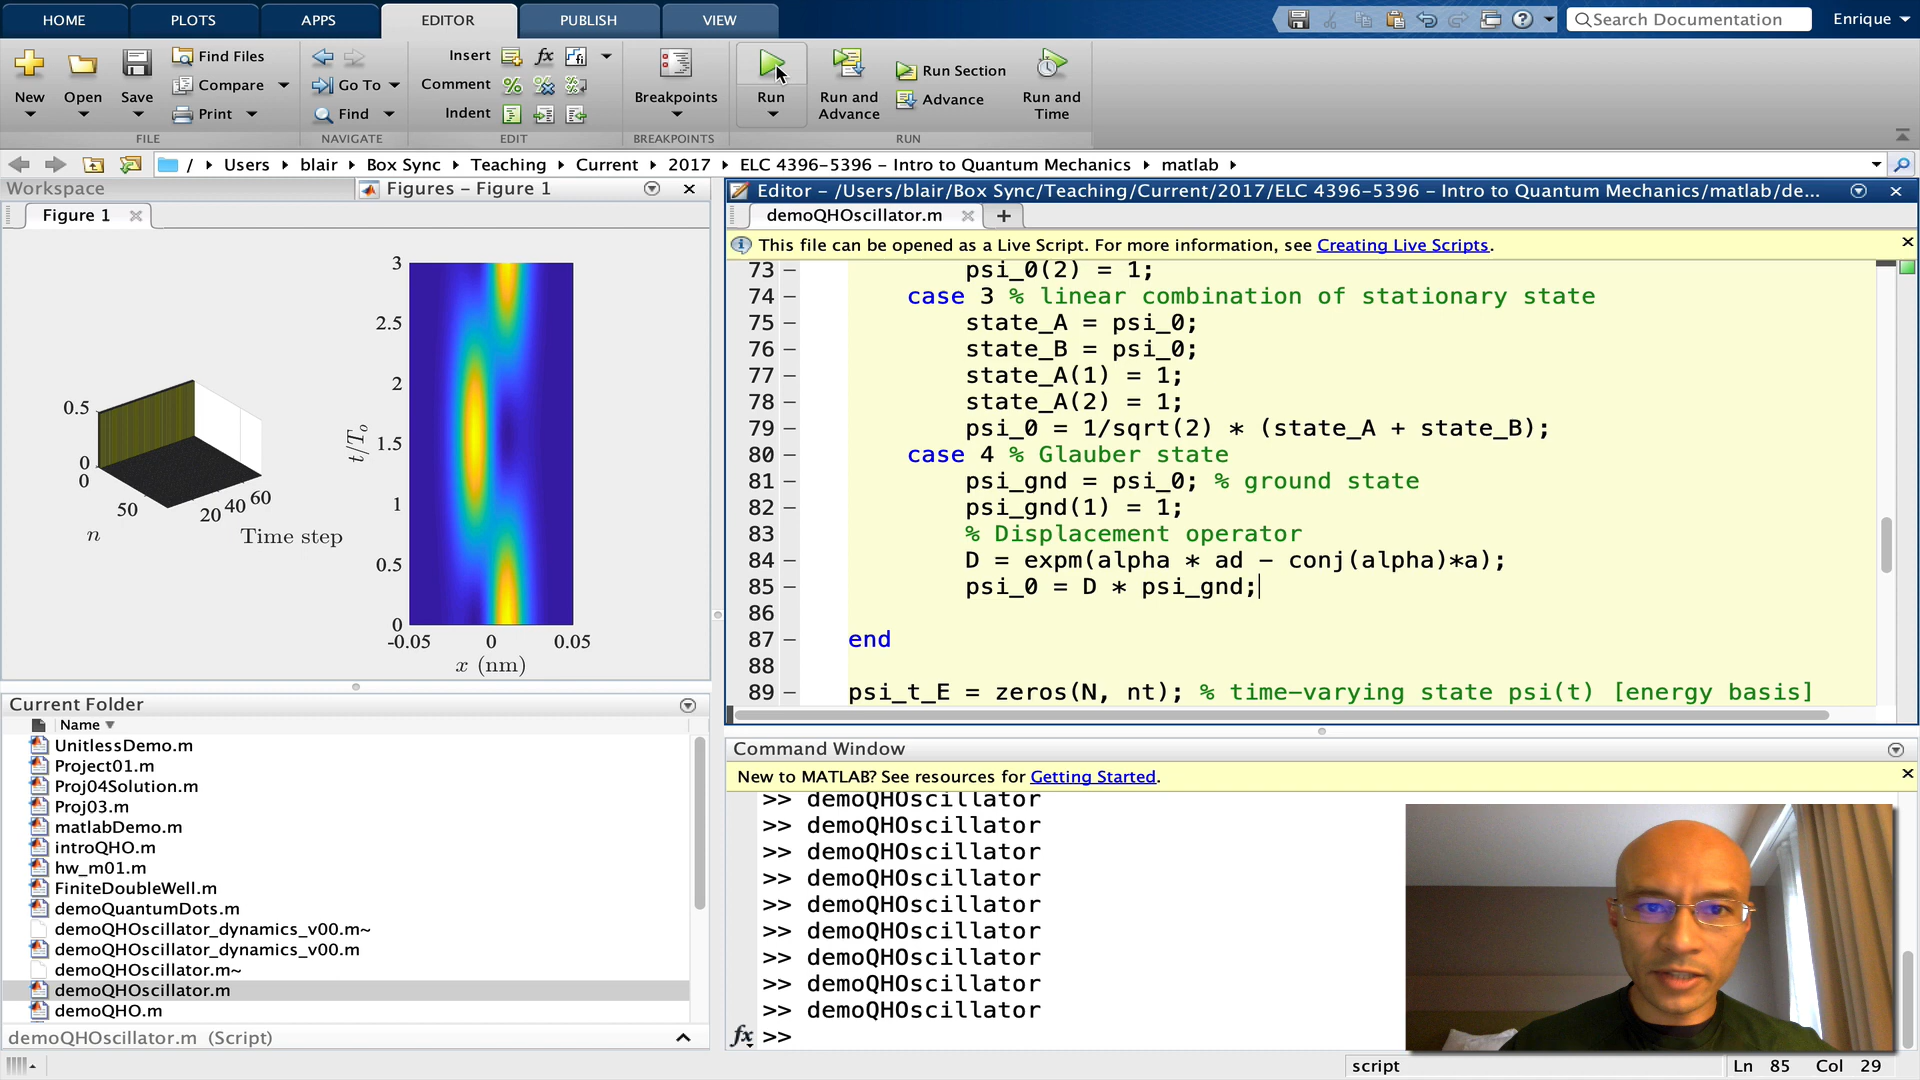 HOME PLOTS APPS EDITOR PUBLISH VIEW
Search Documentation Enrique
New Open Save
Find Files
Compare
Print
FILE
Go To
Find
NAVIGATE
Insert fx
Comment
Indent
EDIT
Breakpoints
BREAKPOINTS
Run
Run and Advance
Run Section
Advance
Run and Time
RUN
/ Users blair Box Sync Teaching Current 2017 ELC 4396-5396 - Intro to Quantum Mechanics matlab
Workspace
Figures - Figure 1
Figure 1
0.5
0
0
50
n
20 40 60
Time step
3
2.5
2
1.5
1
0.5
0
t/To
-0.05 0 0.05
x (nm)
Current Folder
Name
UnitlessDemo.m
Project01.m
Proj04Solution.m
Proj03.m
matlabDemo.m
introQHO.m
hw_m01.m
FiniteDoubleWell.m
demoQuantumDots.m
demoQHOscillator_dynamics_v00.m~
demoQHOscillator_dynamics_v00.m
demoQHOscillator.m~
demoQHOscillator.m
demoQHO.m
demoQHOscillator.m (Script)
Editor - /Users/blair/Box Sync/Teaching/Current/2017/ELC 4396-5396 - Intro to Quantum Mechanics/matlab/de...
demoQHOscillator.m
This file can be opened as a Live Script. For more information, see Creating Live Scripts.
73 - psi_0(2) = 1;
74 - case 3 % linear combination of stationary state
75 - state_A = psi_0;
76 - state_B = psi_0;
77 - state_A(1) = 1;
78 - state_A(2) = 1;
79 - psi_0 = 1/sqrt(2) * (state_A + state_B);
80 - case 4 % Glauber state
81 - psi_gnd = psi_0; % ground state
82 - psi_gnd(1) = 1;
83 % Displacement operator
84 - D = expm(alpha * ad - conj(alpha)*a);
85 - psi_0 = D * psi_gnd;
86
87 - end
88
89 - psi_t_E = zeros(N, nt); % time-varying state psi(t) [energy basis]
Command Window
New to MATLAB? See resources for Getting Started.
>> demoQHOscillator
>> demoQHOscillator
>> demoQHOscillator
>> demoQHOscillator
>> demoQHOscillator
>> demoQHOscillator
>> demoQHOscillator
>> demoQHOscillator
>> demoQHOscillator
fx >>
script Ln 85 Col 29